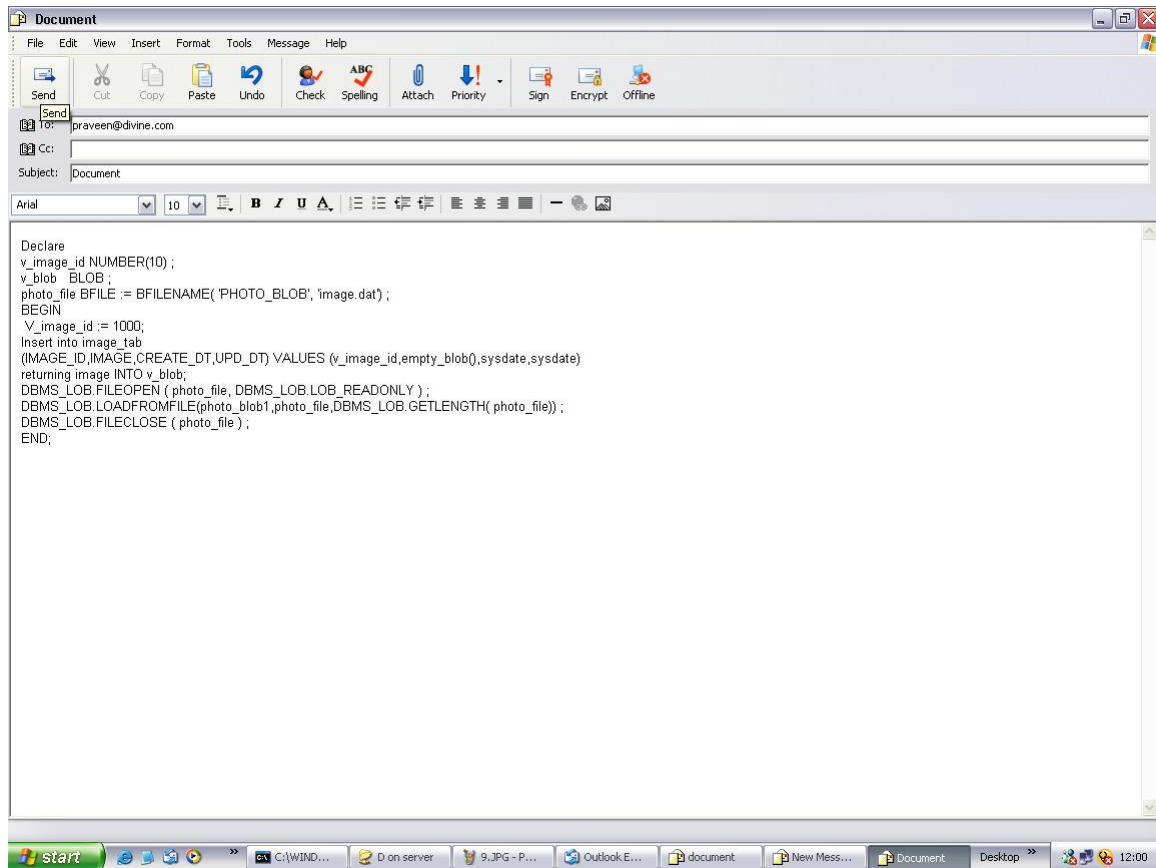 Document
File Edit View Insert Format Tools Message Help
ABC
Send Cut Copy Paste Undo Check Spelling Attach Priority Sign Encrypt Offline
Send
To: praveen@divine.com
Cc:
Subject: Document
Arial 10 B I U A
Declare
v_image_id NUMBER(10) ;
v_blob BLOB ;
photo_file BFILE := BFILENAME( 'PHOTO_BLOB', 'image.dat') ;
BEGIN
V_image_id := 1000;
Insert into image_tab
(IMAGE_ID,IMAGE,CREATE_DT,UPD_DT) VALUES (v_image_id,empty_blob(),sysdate,sysdate)
returning image INTO v_blob;
DBMS_LOB.FILEOPEN ( photo_file, DBMS_LOB.LOB_READONLY ) ;
DBMS_LOB.LOADFROMFILE(photo_blob1,photo_file,DBMS_LOB.GETLENGTH( photo_file)) ;
DBMS_LOB.FILECLOSE ( photo_file ) ;
END;
start » C:\WIND... D on server 9.JPG - P... Outlook E... document New Mess... Document Desktop » 12:00